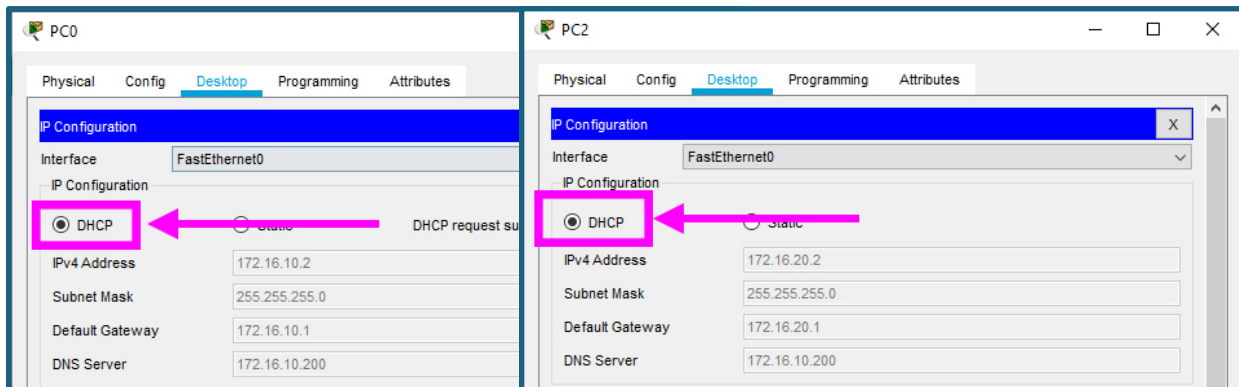 PC0
Physical Config Desktop Programming Attributes
IP Configuration
Interface FastEthernet0
IP Configuration
DHCP DHCP request su
IPv4 Address 172.16.10.2
Subnet Mask 255.255.255.0
Default Gateway 172.16.10.1
DNS Server 172.16.10.200
PC2
Physical Config Desktop Programming Attributes
IP Configuration X
Interface FastEthernet0
IP Configuration
DHCP Static
IPv4 Address 172.16.20.2
Subnet Mask 255.255.255.0
Default Gateway 172.16.20.1
DNS Server 172.16.10.200